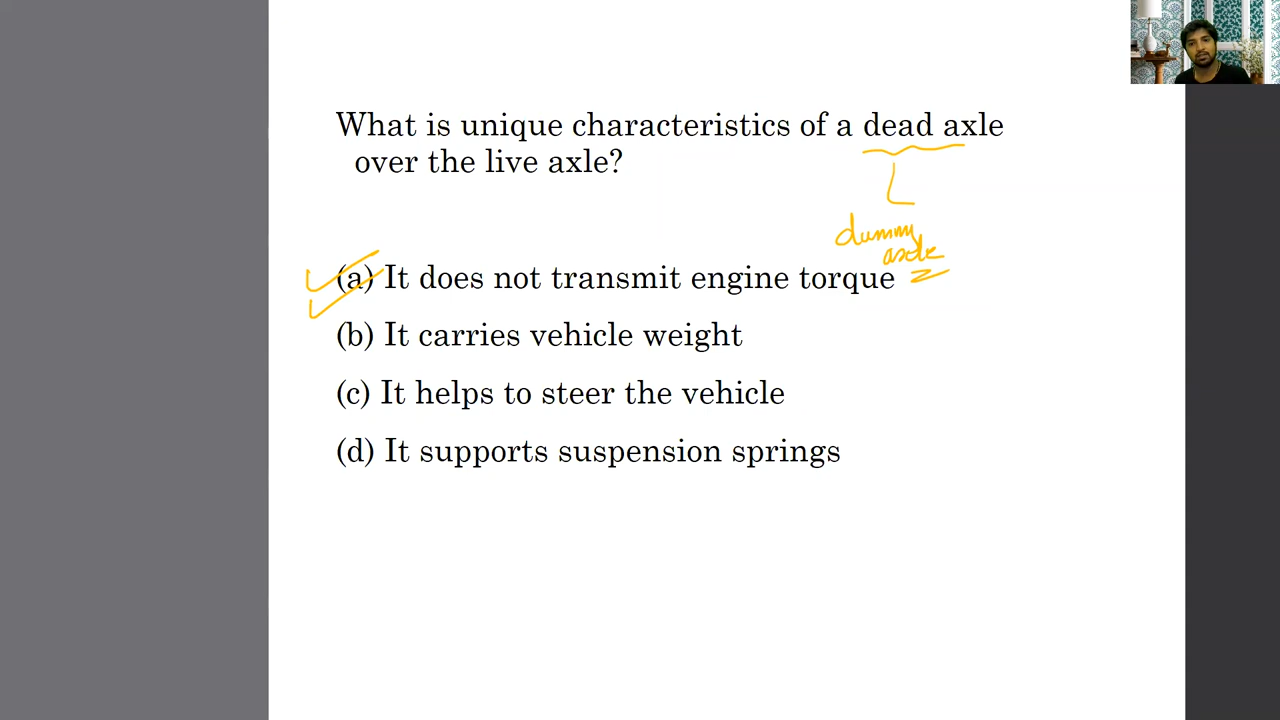 What is unique characteristics of a dead axle
over the live axle?
dummy
axle
(a) It does not transmit engine torque
(b) It carries vehicle weight
(c) It helps to steer the vehicle
(d) It supports suspension springs